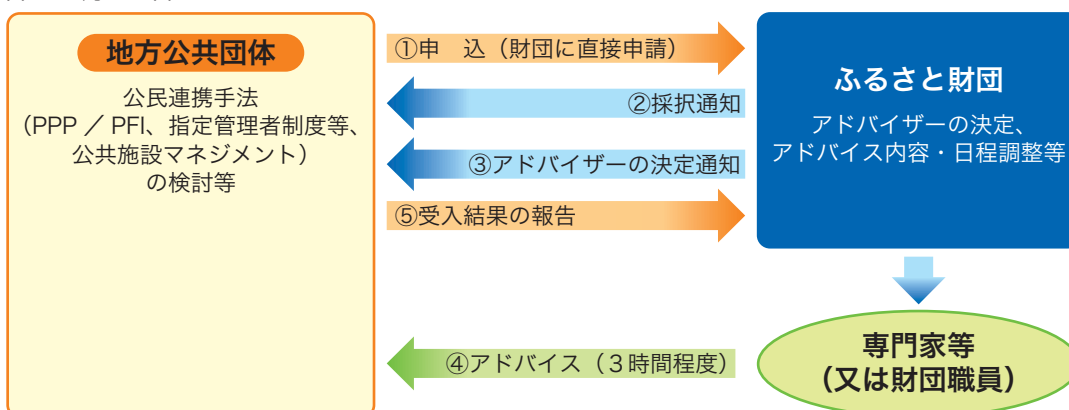 地方公共団体
公民連携手法
（PPP ／ PFI、指定管理者制度等、
公共施設マネジメント）
の検討等
①申　込（財団に直接申請）
②採択通知
③アドバイザーの決定通知
⑤受入結果の報告
④アドバイス（３時間程度）
ふるさと財団
アドバイザーの決定、
アドバイス内容・日程調整等
専門家等
（又は財団職員）